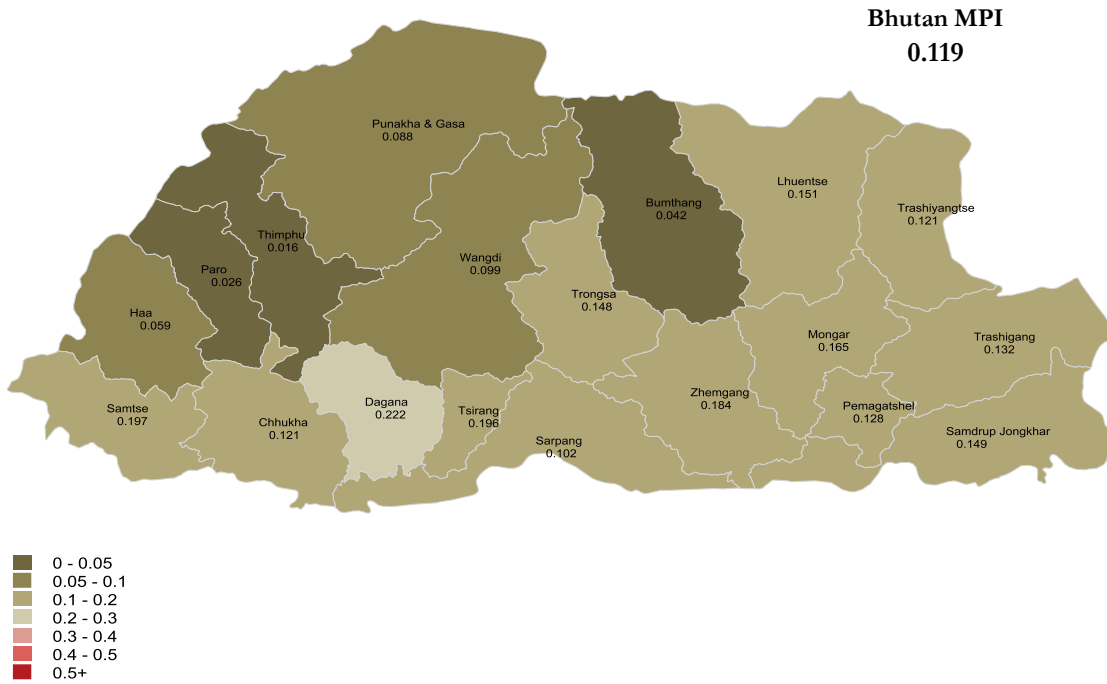 Bhutan MPI
0.119
Punakha & Gasa
0.088
Lhuentse
0.151
Bumthang
0.042
Trashiyangtse
0.121
Thimphu
0.016
Wangdi
0.099
Paro
0.026
Trongsa
0.148
Haa
0.059
Mongar
0.165
Trashigang
0.132
Zhemgang
0.184
Dagana
0.222
Samtse
0.197
Tsirang
0.196
Pemagatshel
0.128
Chhukha
0.121
Samdrup Jongkhar
0.149
Sarpang
0.102
0 - 0.05
0.05 - 0.1
0.1 - 0.2
0.2 - 0.3
0.3 - 0.4
0.4 - 0.5
0.5+